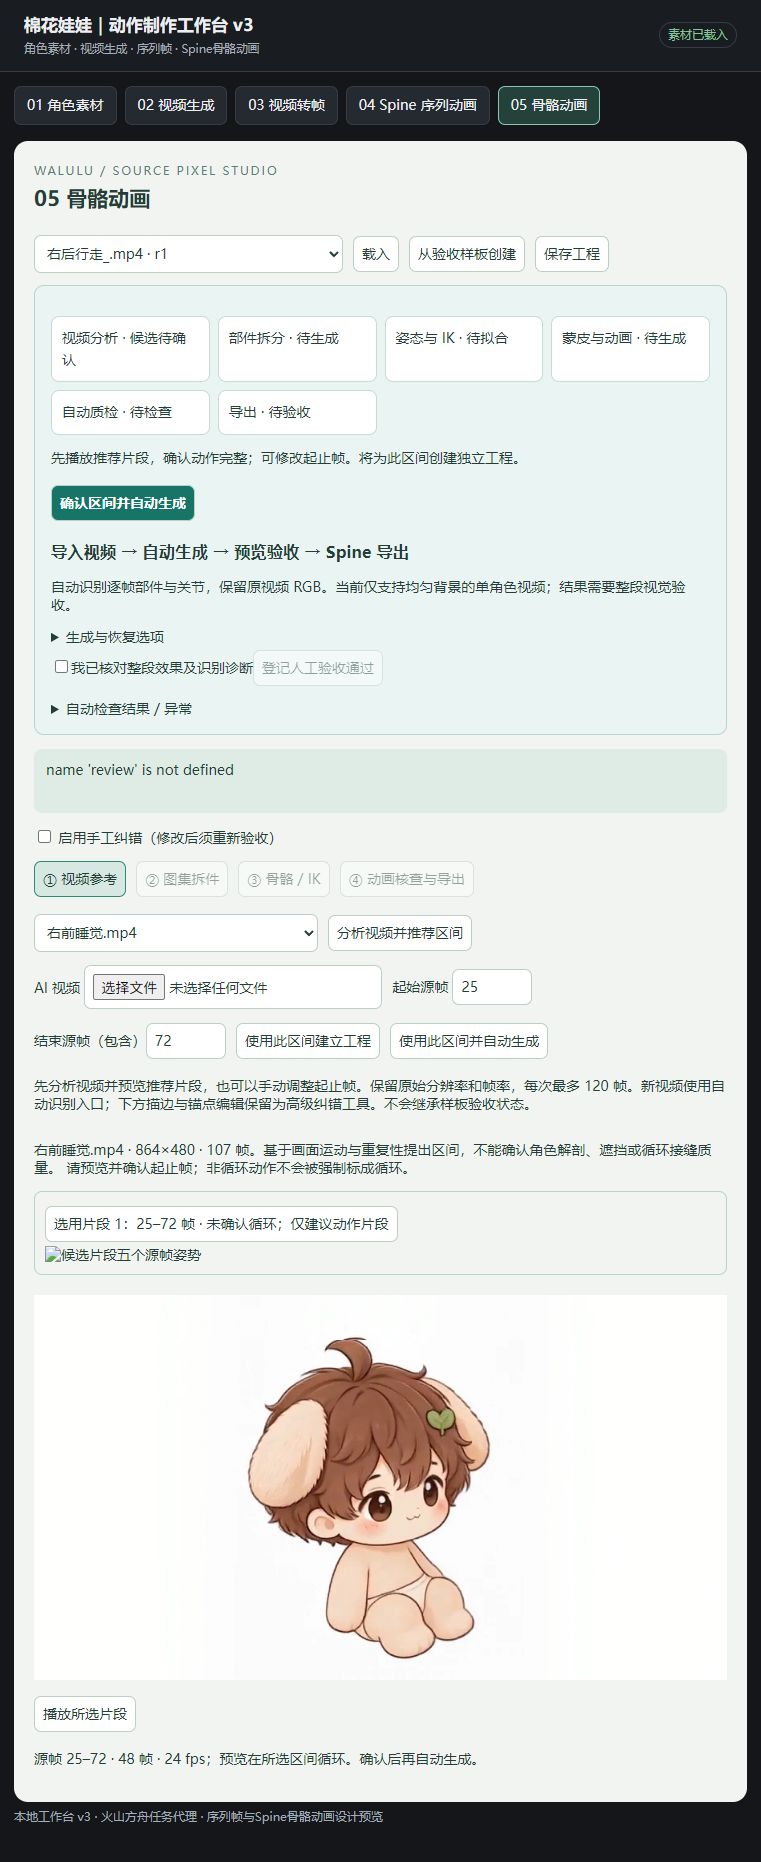 棉花娃娃｜动作制作工作台 v3
角色素材 · 视频生成 · 序列帧 · Spine骨骼动画
素材已载入
01 角色素材
02 视频生成
03 视频转帧
04 Spine 序列动画
05 骨骼动画
WALULU / SOURCE PIXEL STUDIO
05 骨骼动画
右后行走_.mp4 · r1
载入
从验收样板创建
保存工程
视频分析 · 候选待确
认
部件拆分 · 待生成
姿态与 IK · 待拟合
蒙皮与动画 · 待生成
自动质检 · 待检查
导出 · 待验收
先播放推荐片段，确认动作完整；可修改起止帧。将为此区间创建独立工程。
确认区间并自动生成
导入视频 → 自动生成 → 预览验收 → Spine 导出
自动识别逐帧部件与关节，保留原视频 RGB。当前仅支持均匀背景的单角色视频；结果需要整段视觉验
收。
▶ 生成与恢复选项
我已核对整段效果及识别诊断
登记人工验收通过
▶ 自动检查结果 / 异常
name 'review' is not defined
启用手工纠错（修改后须重新验收）
① 视频参考
② 图集拆件
③ 骨骼 / IK
④ 动画核查与导出
右前睡觉.mp4
分析视频并推荐区间
AI 视频
选择文件
未选择任何文件
起始源帧
25
结束源帧（包含）
72
使用此区间建立工程
使用此区间并自动生成
先分析视频并预览推荐片段，也可以手动调整起止帧。保留原始分辨率和帧率，每次最多 120 帧。新视频使用自
动识别入口；下方描边与锚点编辑保留为高级纠错工具。不会继承样板验收状态。
右前睡觉.mp4 · 864×480 · 107 帧。基于画面运动与重复性提出区间，不能确认角色解剖、遮挡或循环接缝质
量。 请预览并确认起止帧；非循环动作不会被强制标成循环。
选用片段 1：25–72 帧 · 未确认循环；仅建议动作片段
候选片段五个源帧姿势
播放所选片段
源帧 25–72 · 48 帧 · 24 fps；预览在所选区间循环。确认后再自动生成。
本地工作台 v3 · 火山方舟任务代理 · 序列帧与Spine骨骼动画设计预览